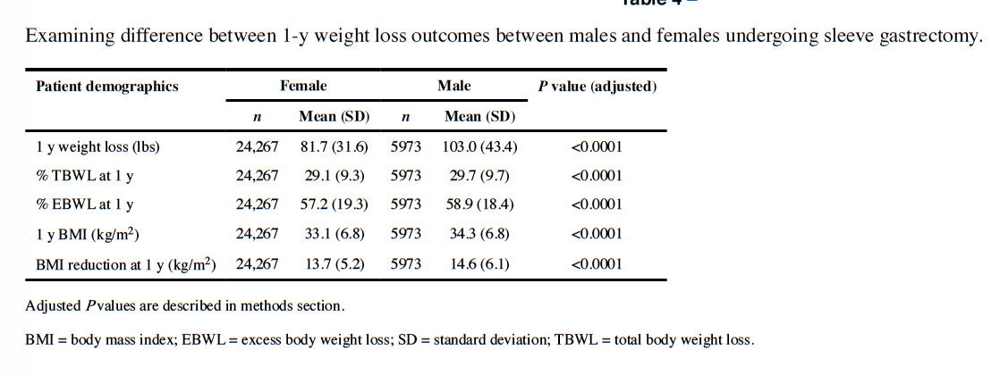 Table 4
Examining difference between 1-y weight loss outcomes between males and females undergoing sleeve gastrectomy.
Patient demographics Female Male P value (adjusted)
n Mean (SD) n Mean (SD)
1 y weight loss (lbs) 24,267 81.7 (31.6) 5973 103.0 (43.4) <0.0001
% TBWL at 1 y 24,267 29.1 (9.3) 5973 29.7 (9.7) <0.0001
% EBWL at 1 y 24,267 57.2 (19.3) 5973 58.9 (18.4) <0.0001
1 y BMI (kg/m²) 24,267 33.1 (6.8) 5973 34.3 (6.8) <0.0001
BMI reduction at 1 y (kg/m²) 24,267 13.7 (5.2) 5973 14.6 (6.1) <0.0001
Adjusted Pvalues are described in methods section.
BMI = body mass index; EBWL = excess body weight loss; SD = standard deviation; TBWL = total body weight loss.